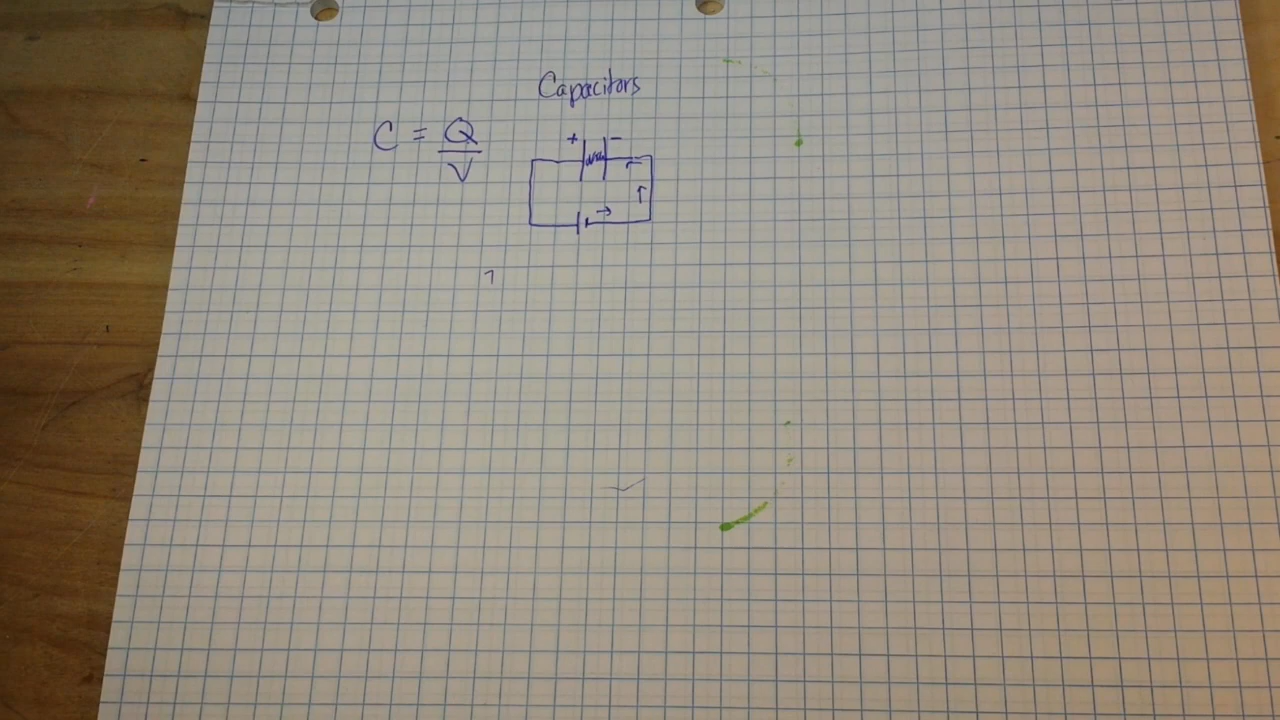 Capacitors
C = Q/V
+ −